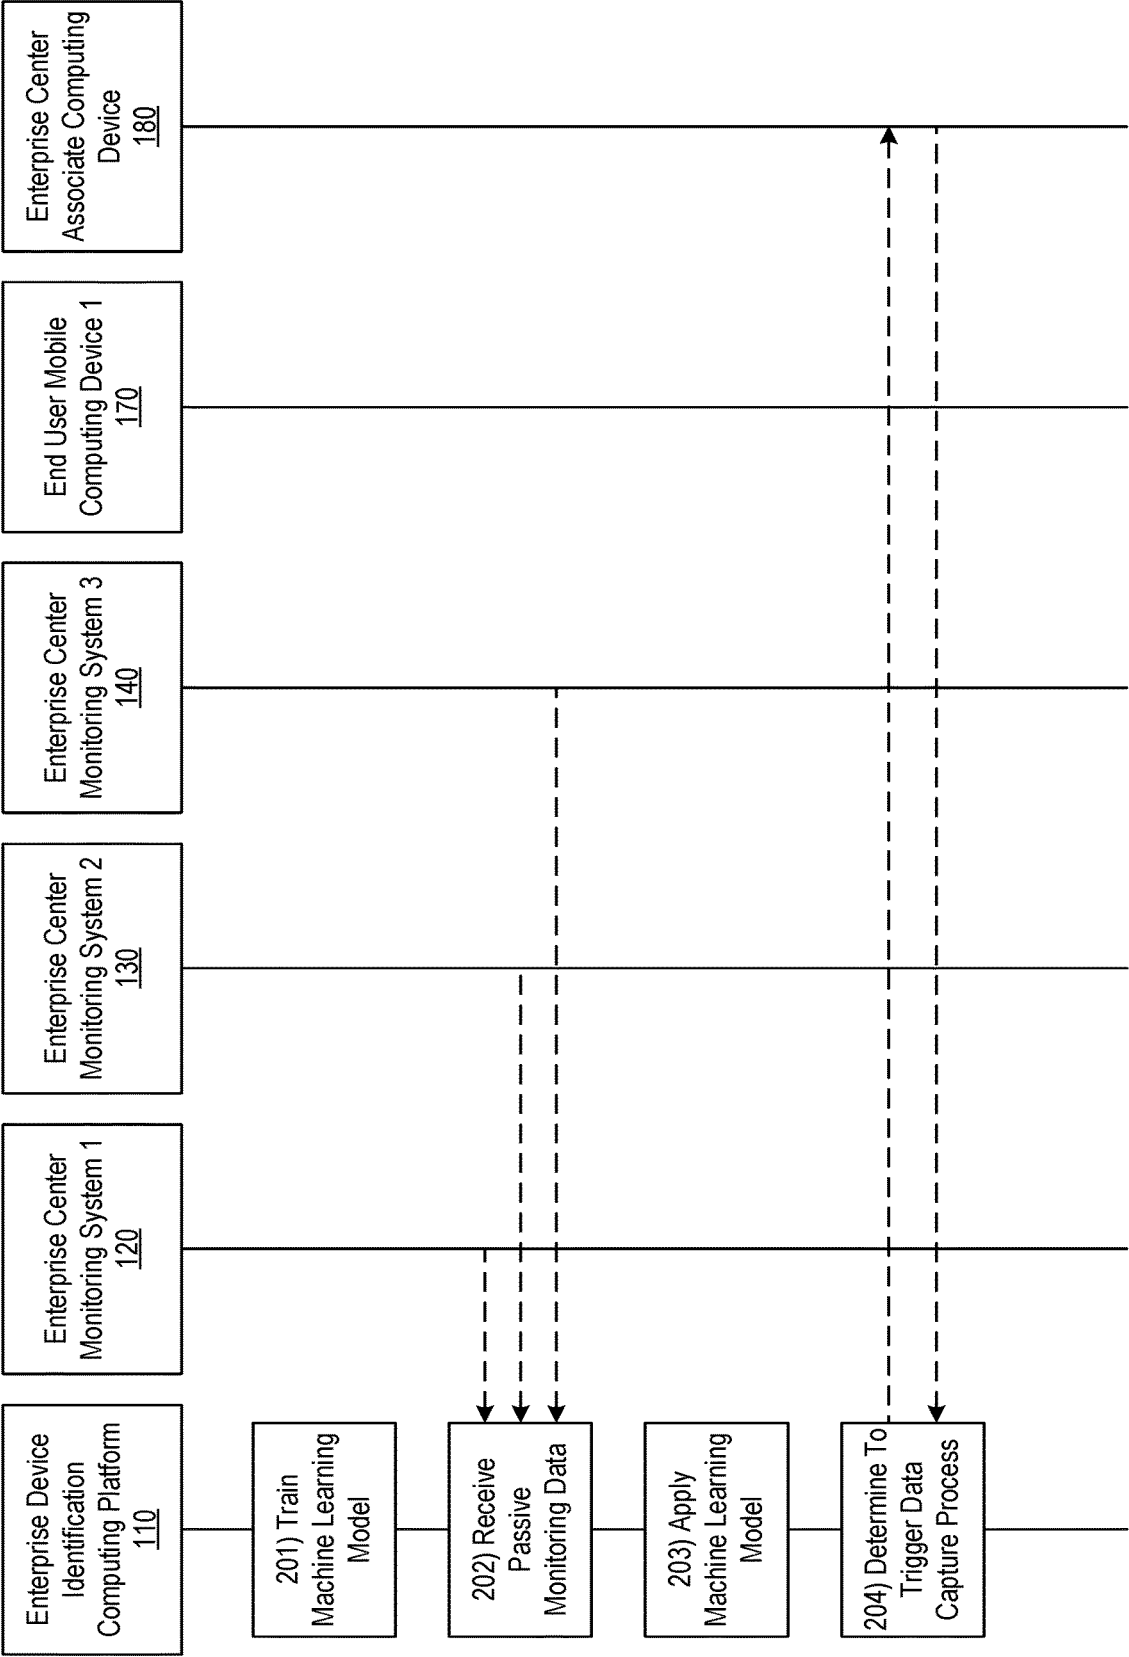 Enterprise Device
Identification
Computing Platform
110
Enterprise Center
Monitoring System 1
120
Enterprise Center
Monitoring System 2
130
Enterprise Center
Monitoring System 3
140
End User Mobile
Computing Device 1
170
Enterprise Center
Associate Computing
Device
180
201) Train
Machine Learning
Model
202) Receive
Passive
Monitoring Data
203) Apply
Machine Learning
Model
204) Determine To
Trigger Data
Capture Process